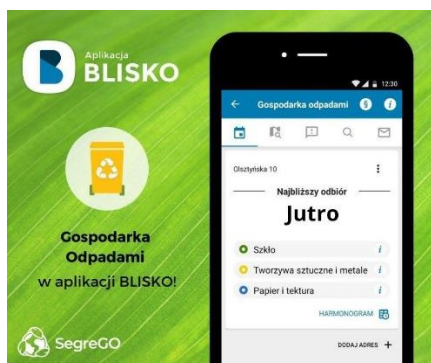 Aplikacja
BLISKO
Gospodarka
Odpadami
w aplikacji BLISKO!
SegreGO
12:30
Gospodarka odpadami
Olsztyńska 10
Najbliższy odbiór
Jutro
Szkło
Tworzywa sztuczne i metale
Papier i tektura
HARMONOGRAM
DODAJ ADRES +